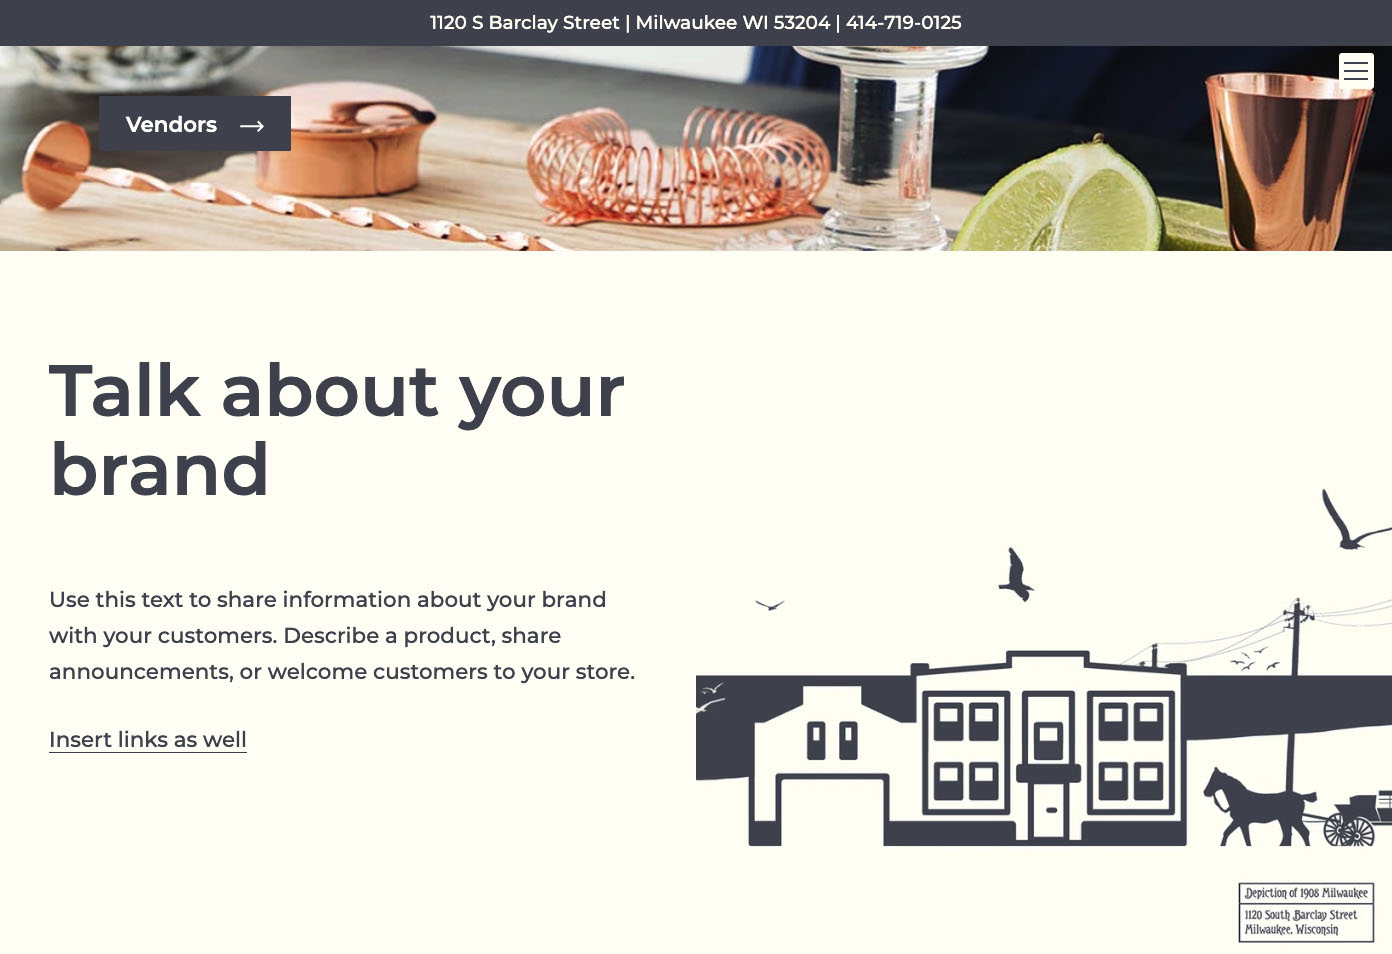 1120 S Barclay Street | Milwaukee WI 53204 | 414-719-0125
Vendors
Talk about your
brand
Use this text to share information about your brand
with your customers. Describe a product, share
announcements, or welcome customers to your store.
Insert links as well
Depiction of 1908 Milwaukee
1120 South Barclay Street
Milwaukee, Wisconsin